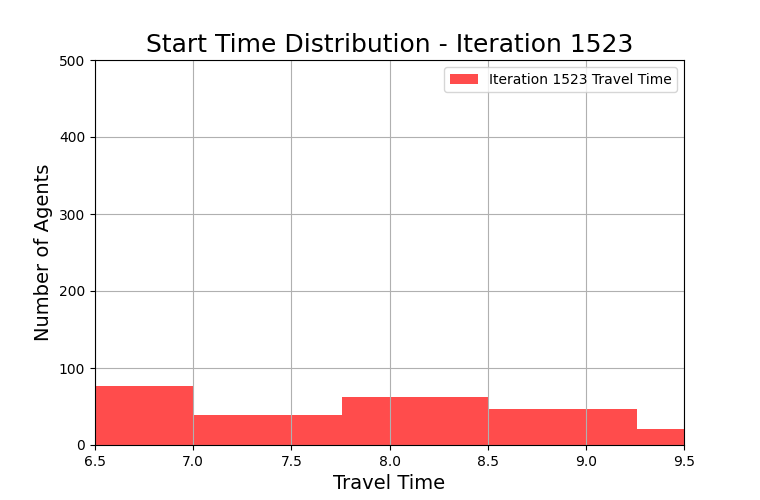 Start Time Distribution - Iteration 1523
Iteration 1523 Travel Time
Number of Agents
500
400
300
200
100
0
6.5 7.0 7.5 8.0 8.5 9.0 9.5
Travel Time